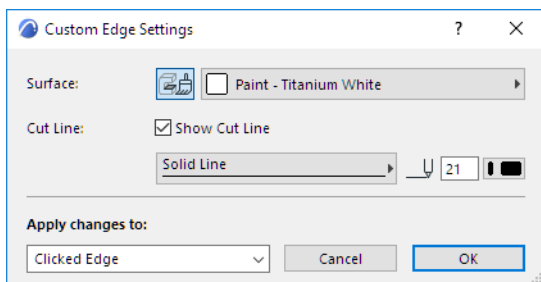 Custom Edge Settings ?
Surface: Paint - Titanium White
Cut Line: Show Cut Line
Solid Line 21
Apply changes to:
Clicked Edge Cancel OK